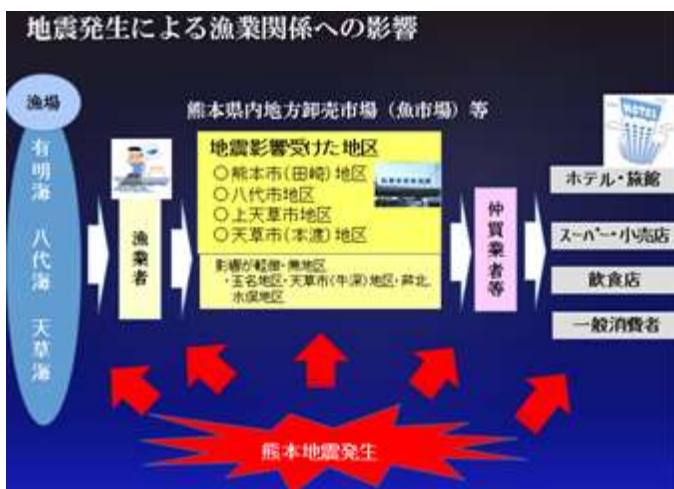 地震発生による漁業関係への影響
漁場
有明海 八代海 天草海
漁業者
熊本県内地方卸売市場（魚市場）等
地震影響受けた地区
○熊本市(田崎)地区
○八代市地区
○上天草市地区
○天草市(本渡)地区
影響が軽微・無地区
・玉名地区・天草市(牛深)地区・芦北,
水俣地区
仲買業者等
HOTEL
ホテル・旅館
スーパー・小売店
飲食店
一般消費者
熊本地震発生